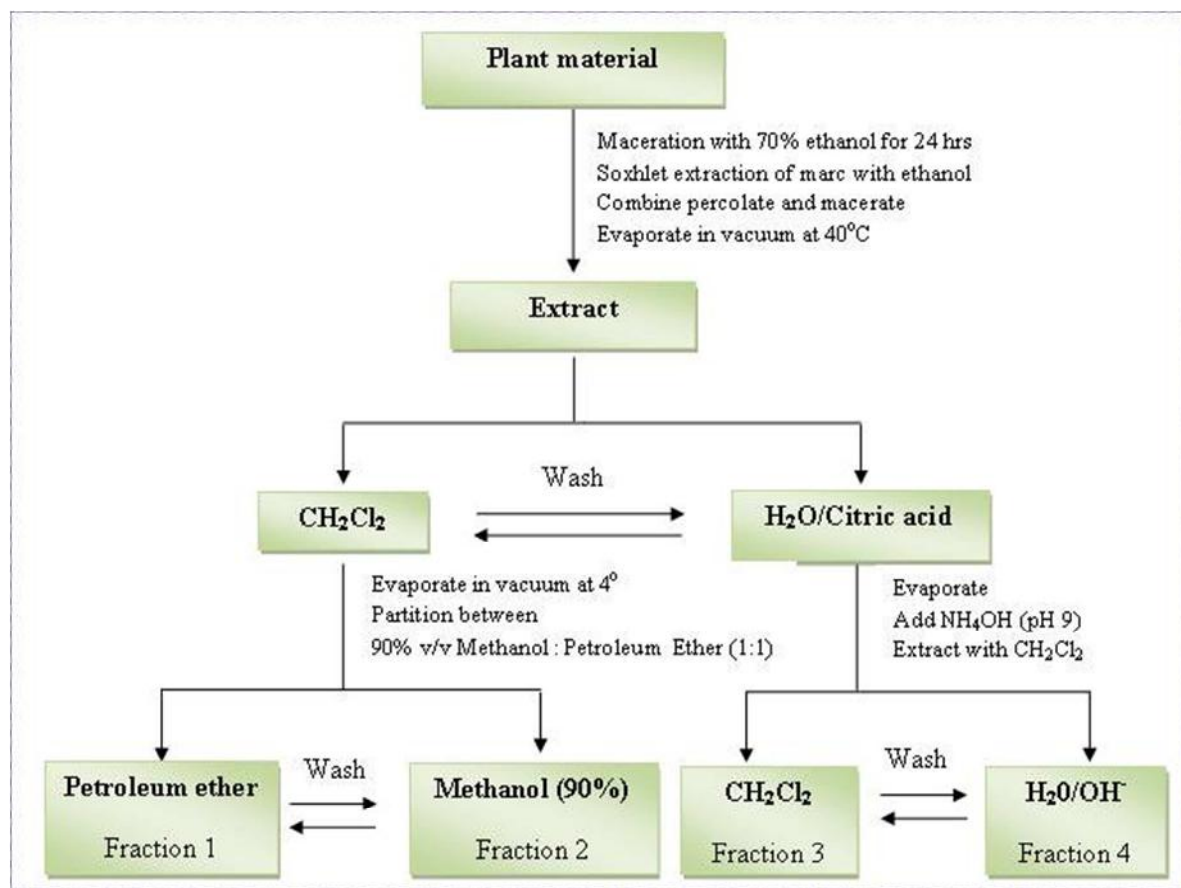 Plant material
Maceration with 70% ethanol for 24 hrs
Soxhlet extraction of marc with ethanol
Combine percolate and macerate
Evaporate in vacuum at 40°C
Extract
Wash
CH₂Cl₂
H₂O/Citric acid
Evaporate in vacuum at 4°
Partition between
90% v/v Methanol : Petroleum Ether (1:1)
Evaporate
Add NH₄OH (pH 9)
Extract with CH₂Cl₂
Petroleum ether
Fraction 1
Wash
Methanol (90%)
Fraction 2
CH₂Cl₂
Fraction 3
Wash
H₂0/OH⁻
Fraction 4